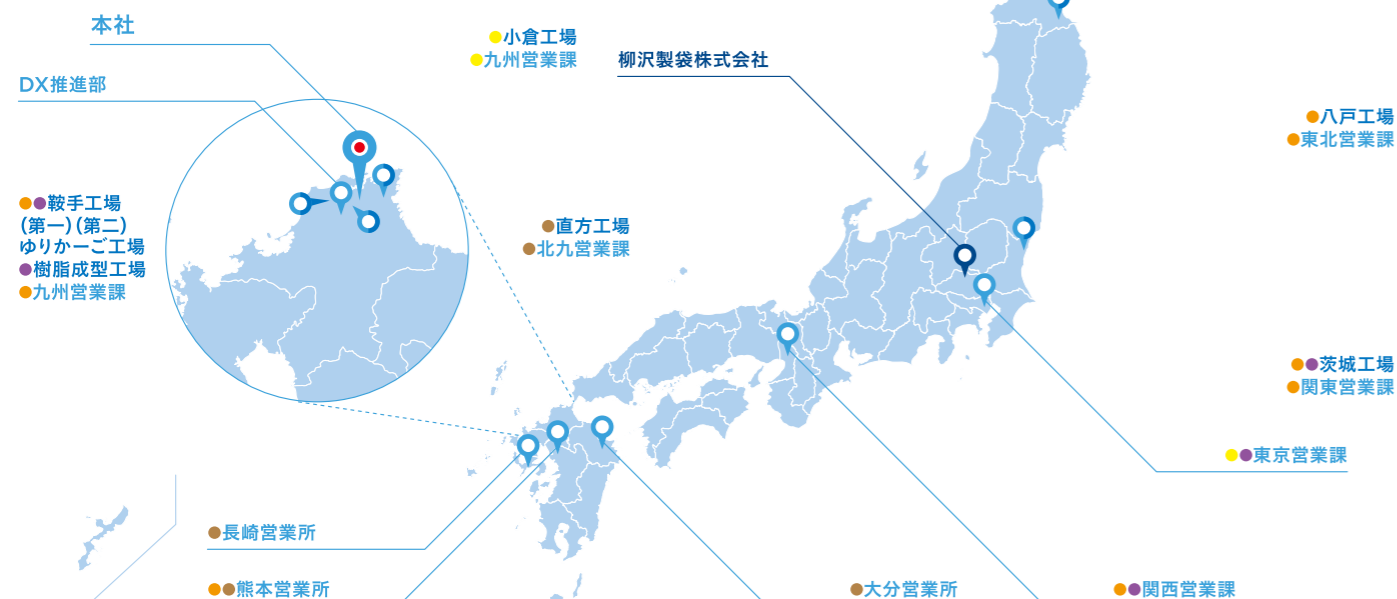 本社
DX推進部
小倉工場
九州営業課
柳沢製袋株式会社
八戸工場
東北営業課
鞍手工場
(第一)(第二)
ゆりかーご工場
樹脂成型工場
九州営業課
直方工場
北九営業課
茨城工場
関東営業課
東京営業課
長崎営業所
熊本営業所
大分営業所
関西営業課